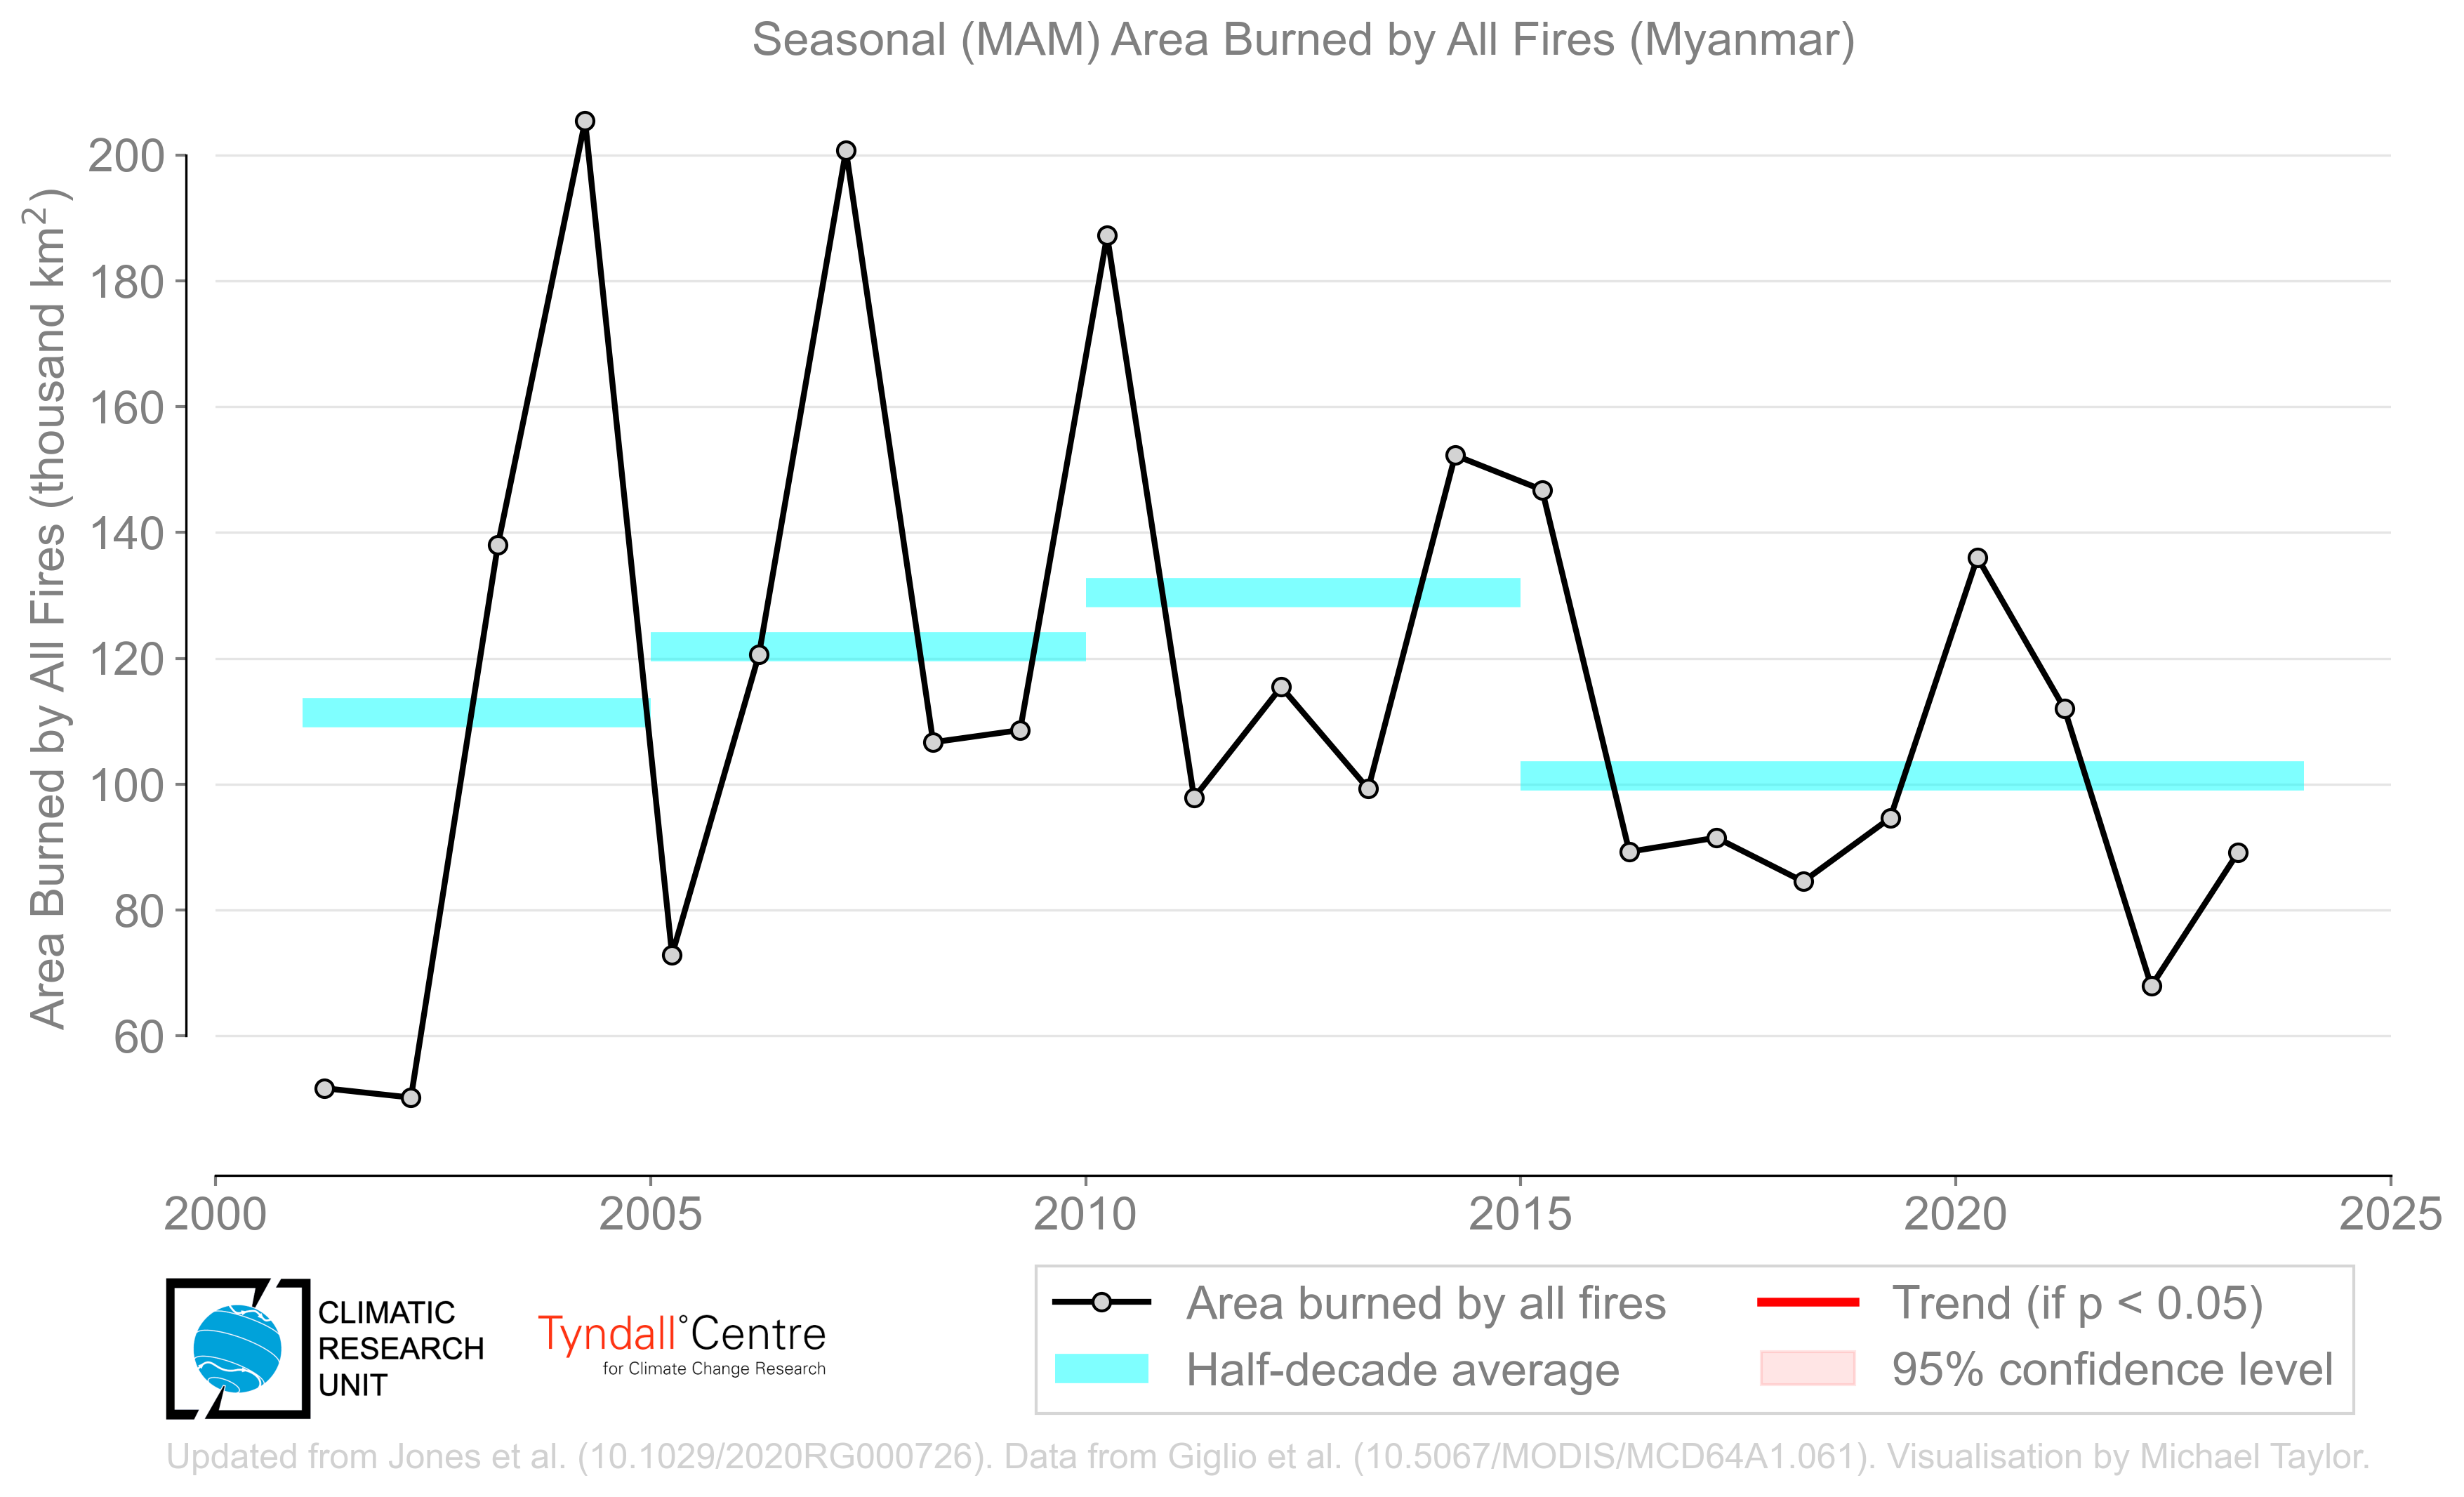 Seasonal (MAM) Area Burned by All Fires (Myanmar)
Area Burned by All Fires (thousand km²)
200
180
160
140
120
100
80
60
2000 2005 2010 2015 2020 2025
CLIMATIC
RESEARCH
UNIT
Tyndall°Centre
for Climate Change Research
Area burned by all fires
Half-decade average
Trend (if p < 0.05)
95% confidence level
Updated from Jones et al. (10.1029/2020RG000726). Data from Giglio et al. (10.5067/MODIS/MCD64A1.061). Visualisation by Michael Taylor.